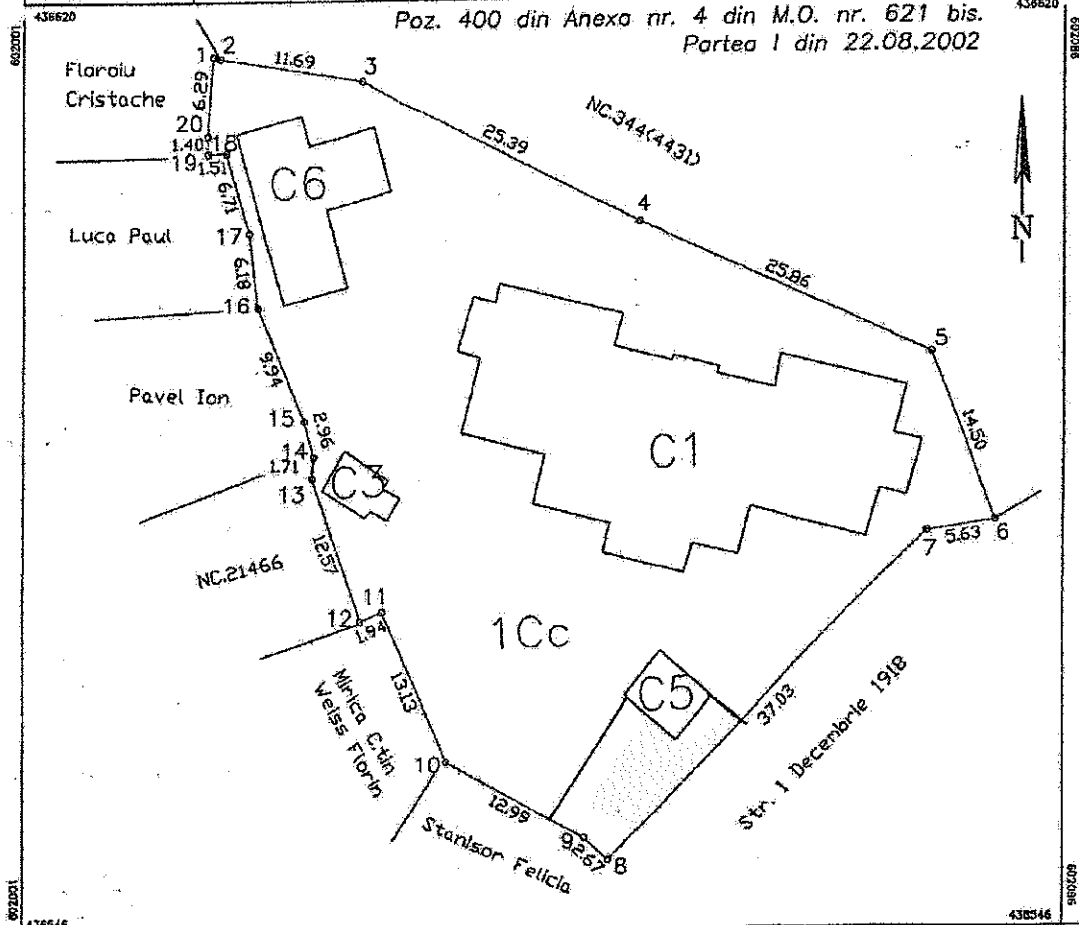 436620
436620
602001
602086
Poz. 400 din Anexa nr. 4 din M.O. nr. 621 bis.
Partea I din 22.08.2002
1 2
11.69
3
Floroiu
Cristache
6.29
NC.344(4431)
20
1.40
18
19
1.51
C6
25.39
6.71
4
N
Luca Paul
17
6.18
25.86
16
5
9.94
Pavel Ion
15
2.96
14.50
C1
14
1.71
C3
13
6
7
5.63
12.57
NC.21466
11
12
1.94
1Cc
Mirica C-tin
Weiss Florin
13.13
C5
37.03
Str. 1 Decembrie 1918
10
12.99
9
2.67
8
Stanisor Felicia
602001
602086
436546
436546